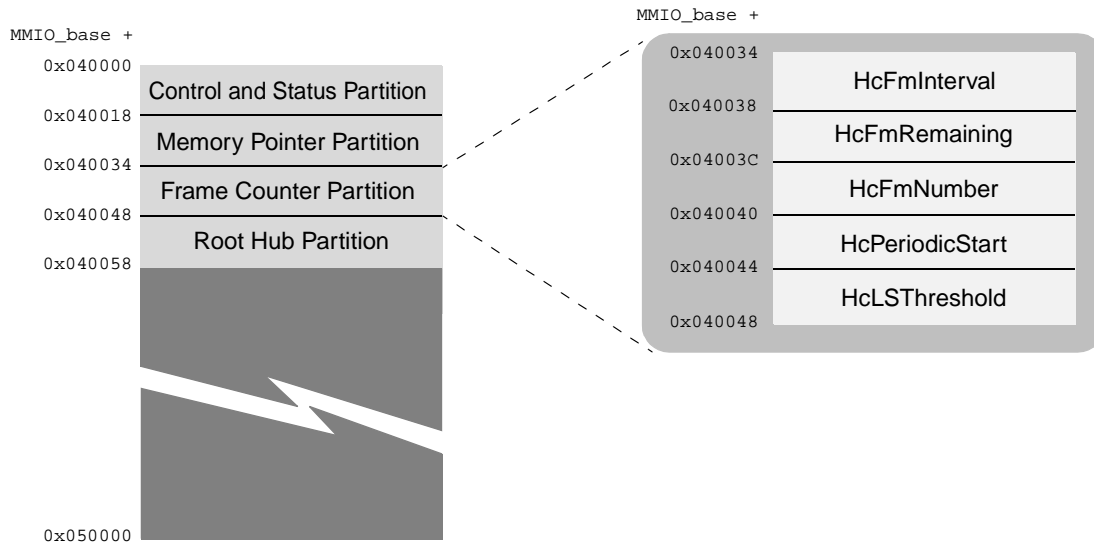 MMIO_base +
0x040000
Control and Status Partition
0x040018
Memory Pointer Partition
0x040034
Frame Counter Partition
0x040048
Root Hub Partition
0x040058
0x050000
MMIO_base +
0x040034
HcFmInterval
0x040038
HcFmRemaining
0x04003C
HcFmNumber
0x040040
HcPeriodicStart
0x040044
HcLSThreshold
0x040048